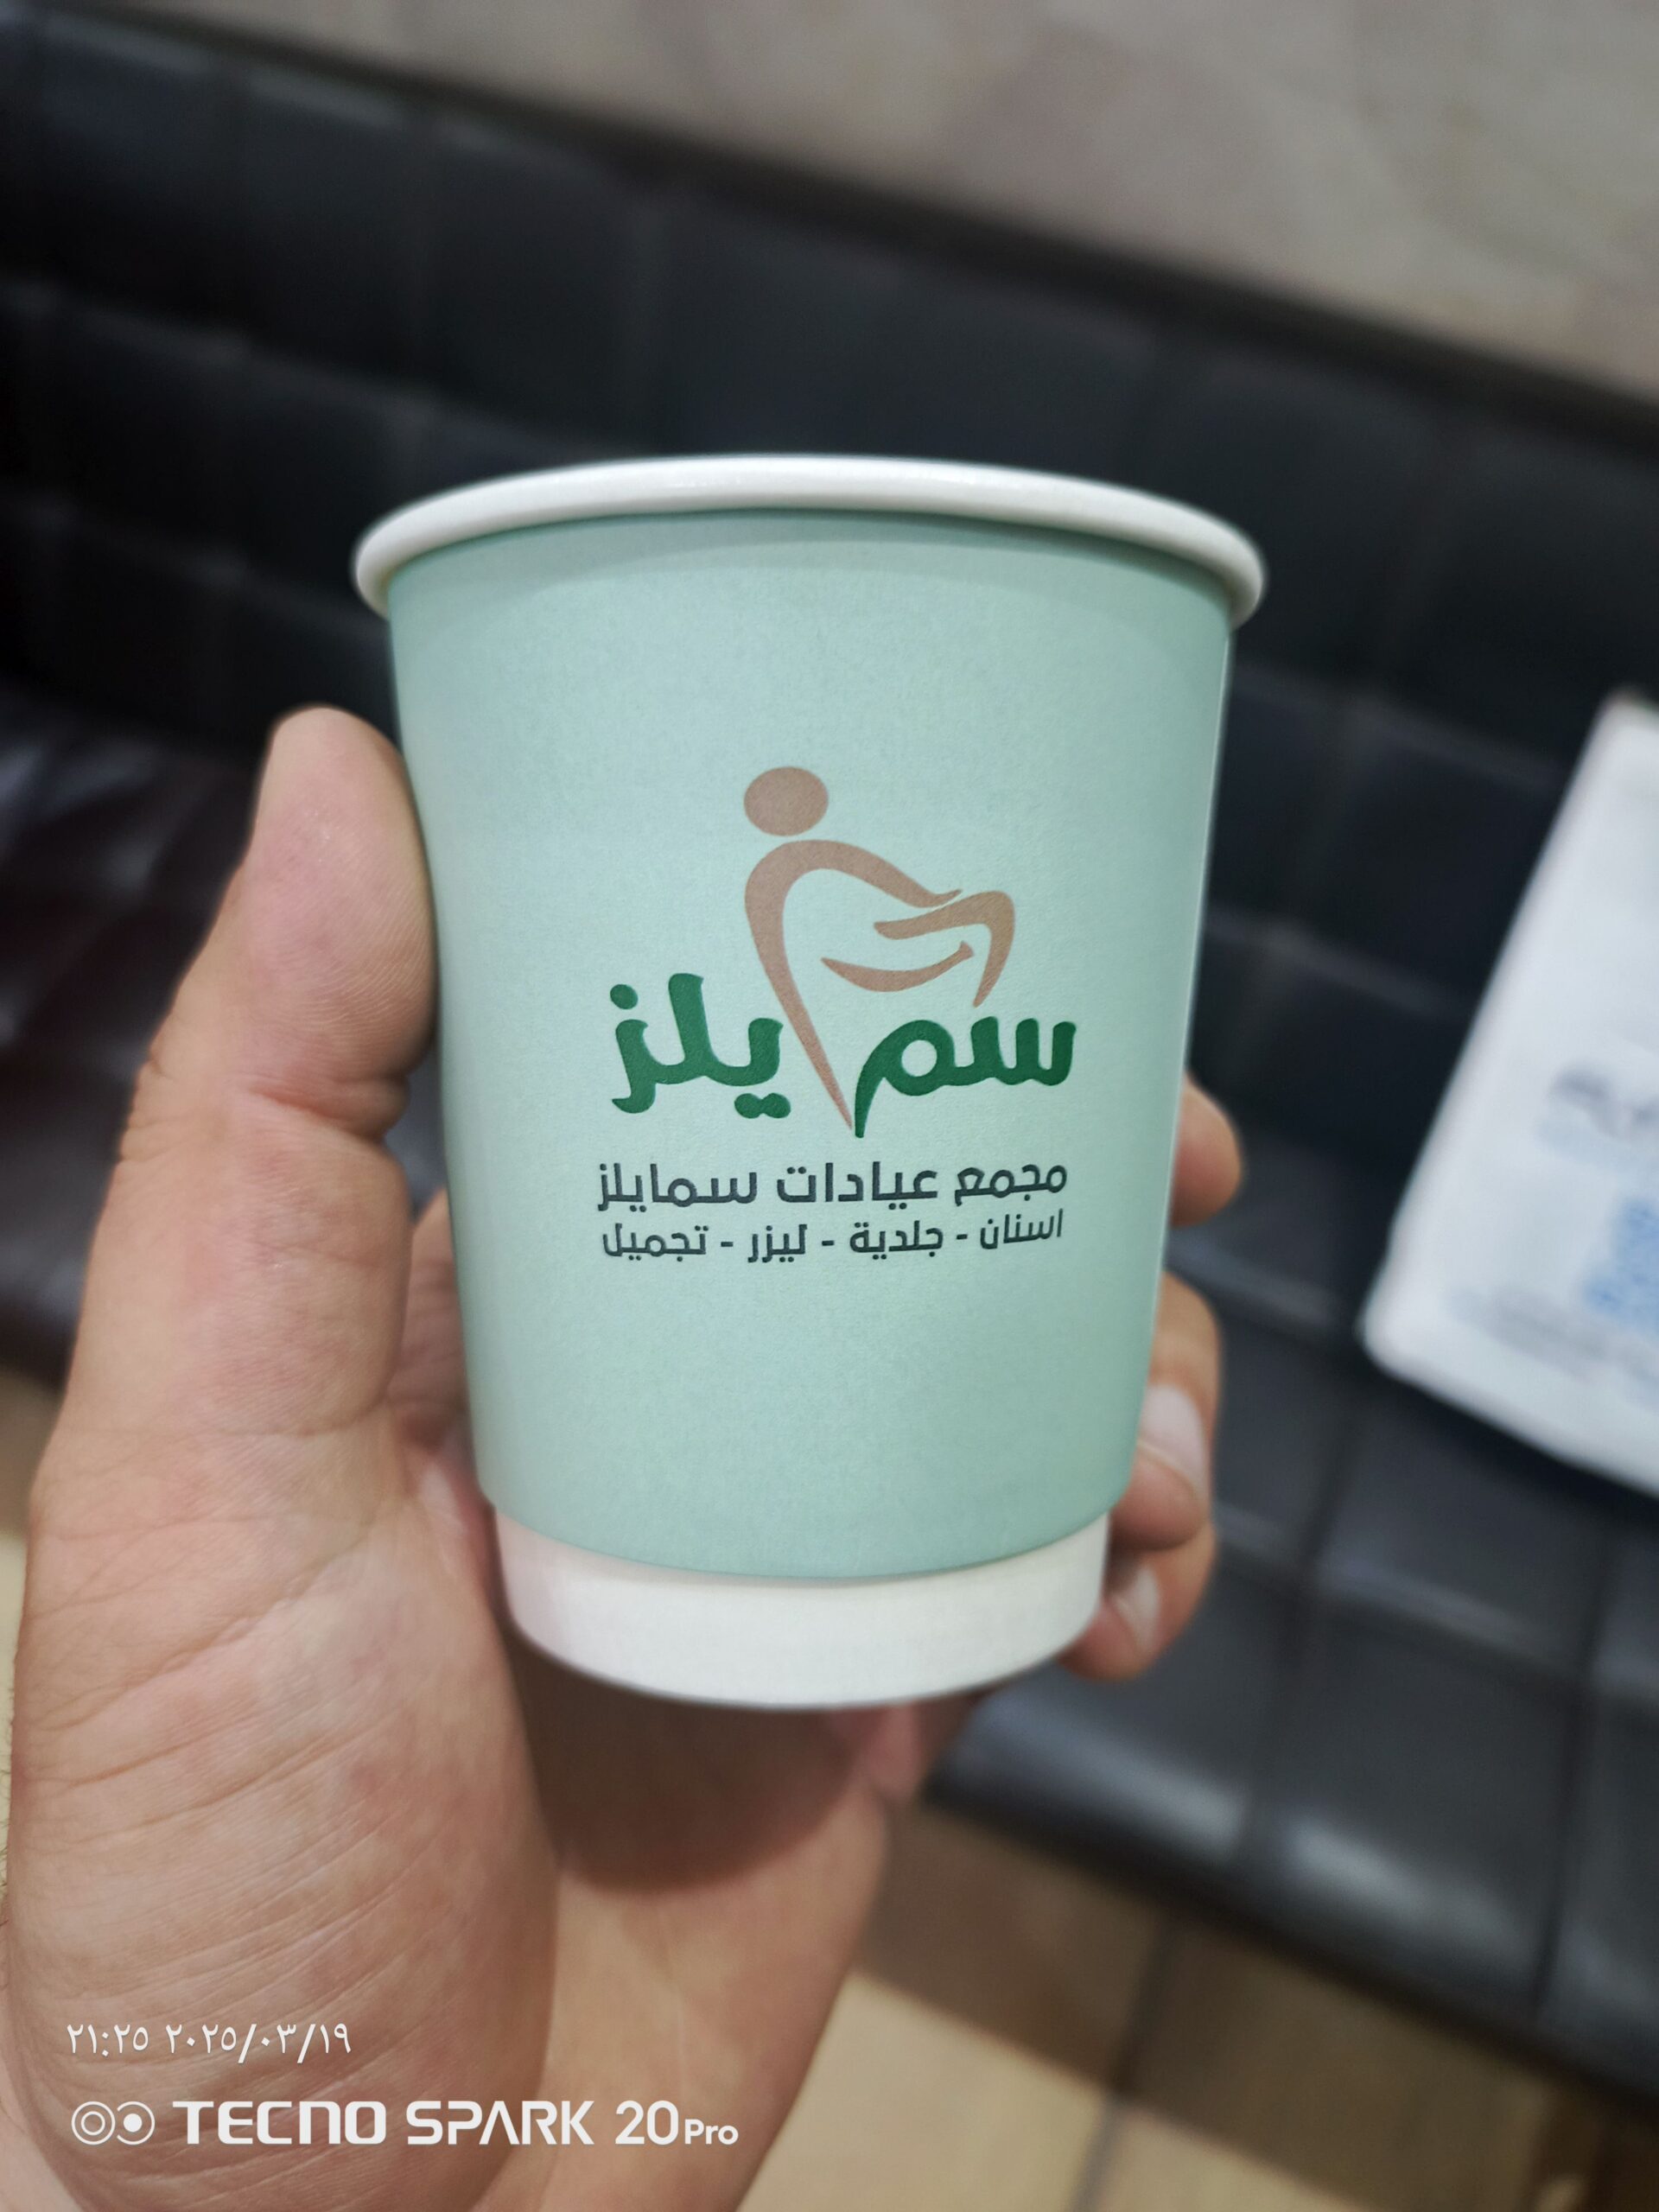 سمايلز
مجمع عيادات سمايلز
اسنان - جلدية - ليزر - تجميل
٢١:٢٥ ٢٠٢٥/٠٣/١٩
TECNO SPARK 20Pro